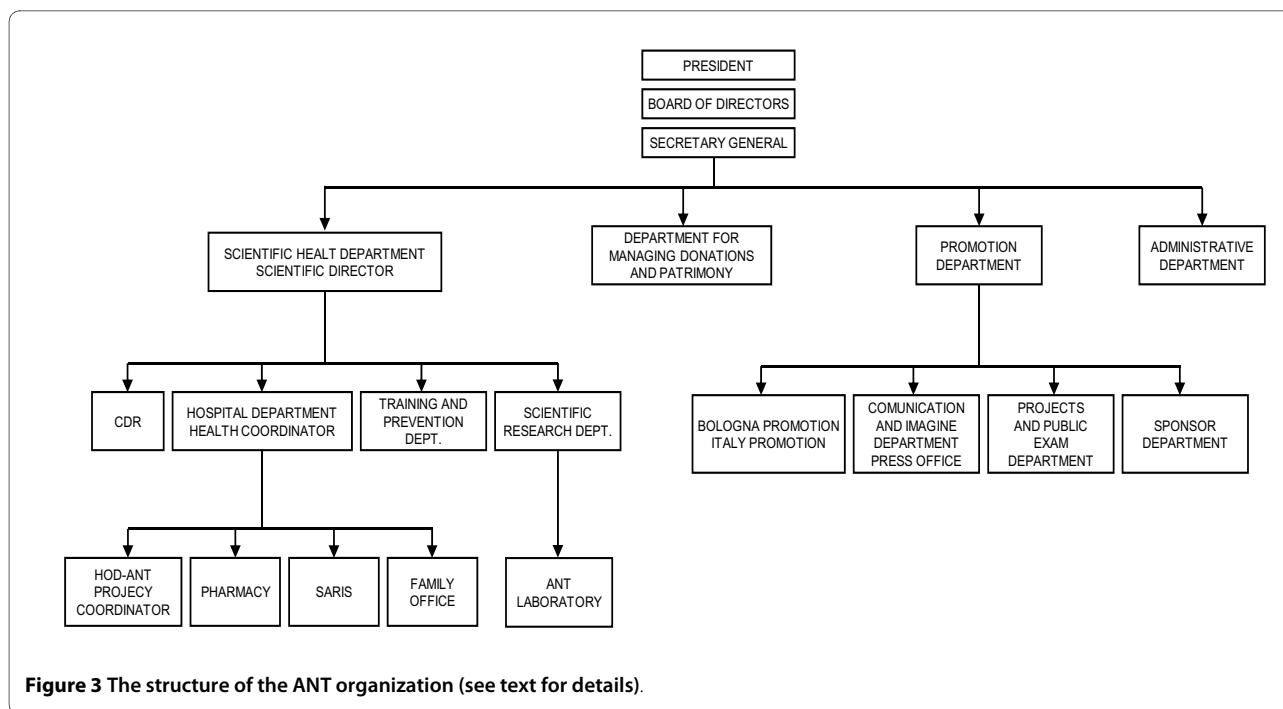 PRESIDENT
BOARD OF DIRECTORS
SECRETARY GENERAL
SCIENTIFIC HEALT DEPARTMENT
SCIENTIFIC DIRECTOR
DEPARTMENT FOR
MANAGING DONATIONS
AND PATRIMONY
PROMOTION
DEPARTMENT
ADMINISTRATIVE
DEPARTMENT
CDR
HOSPITAL DEPARTMENT
HEALTH COORDINATOR
TRAINING AND
PREVENTION
DEPT.
SCIENTIFIC
RESEARCH DEPT.
BOLOGNA PROMOTION
ITALY PROMOTION
COMUNICATION
AND IMAGINE
DEPARTMENT
PRESS OFFICE
PROJECTS
AND PUBLIC
EXAM
DEPARTMENT
SPONSOR
DEPARTMENT
HOD-ANT
PROJECY
COORDINATOR
PHARMACY
SARIS
FAMILY
OFFICE
ANT
LABORATORY
Figure 3 The structure of the ANT organization (see text for details).